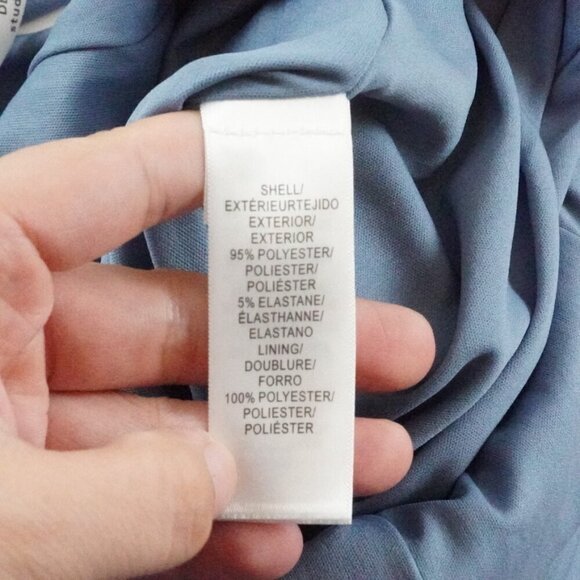 SHELL/
EXTÉRIEURTEJIDO
EXTERIOR/
EXTERIOR
95% POLYESTER/
POLIESTER/
POLIÉSTER
5% ELASTANE/
ÉLASTHANNE/
ELASTANO
LINING/
DOUBLURE/
FORRO
100% POLYESTER/
POLIESTER/
POLIÉSTER